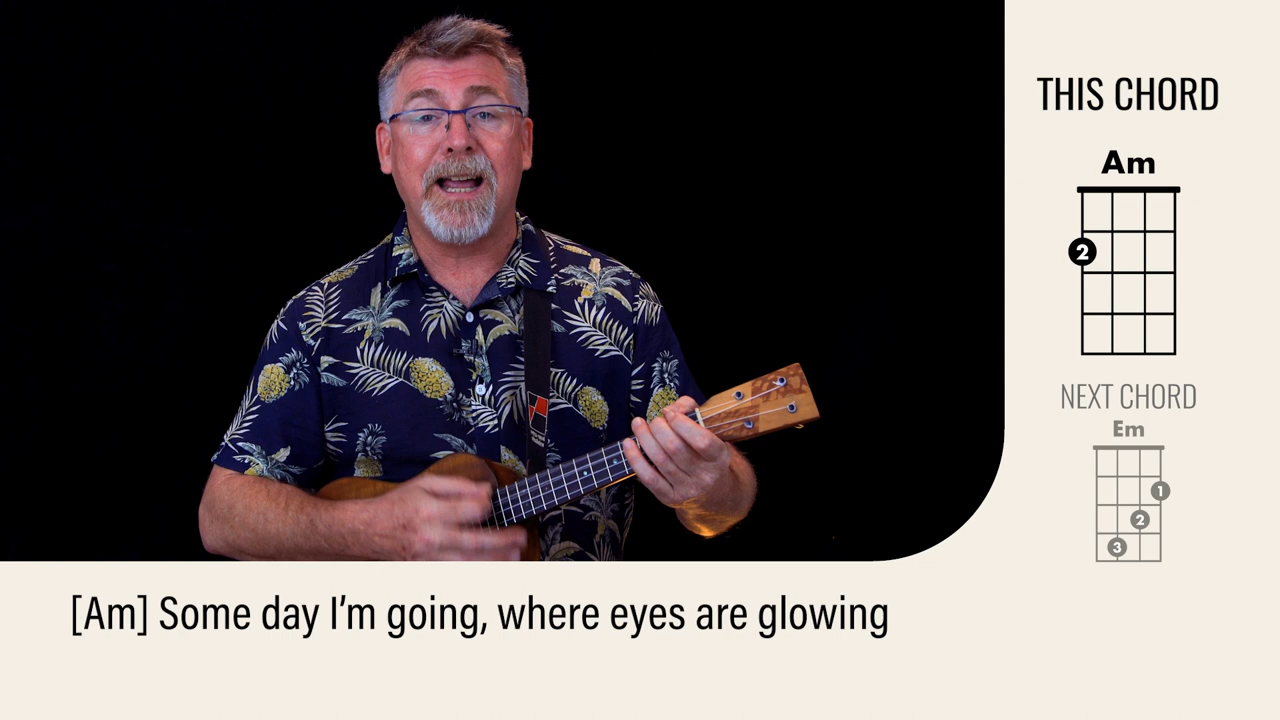 THIS CHORD
Am
2
NEXT CHORD
Em
1
2
3
[Am] Some day I’m going, where eyes are glowing